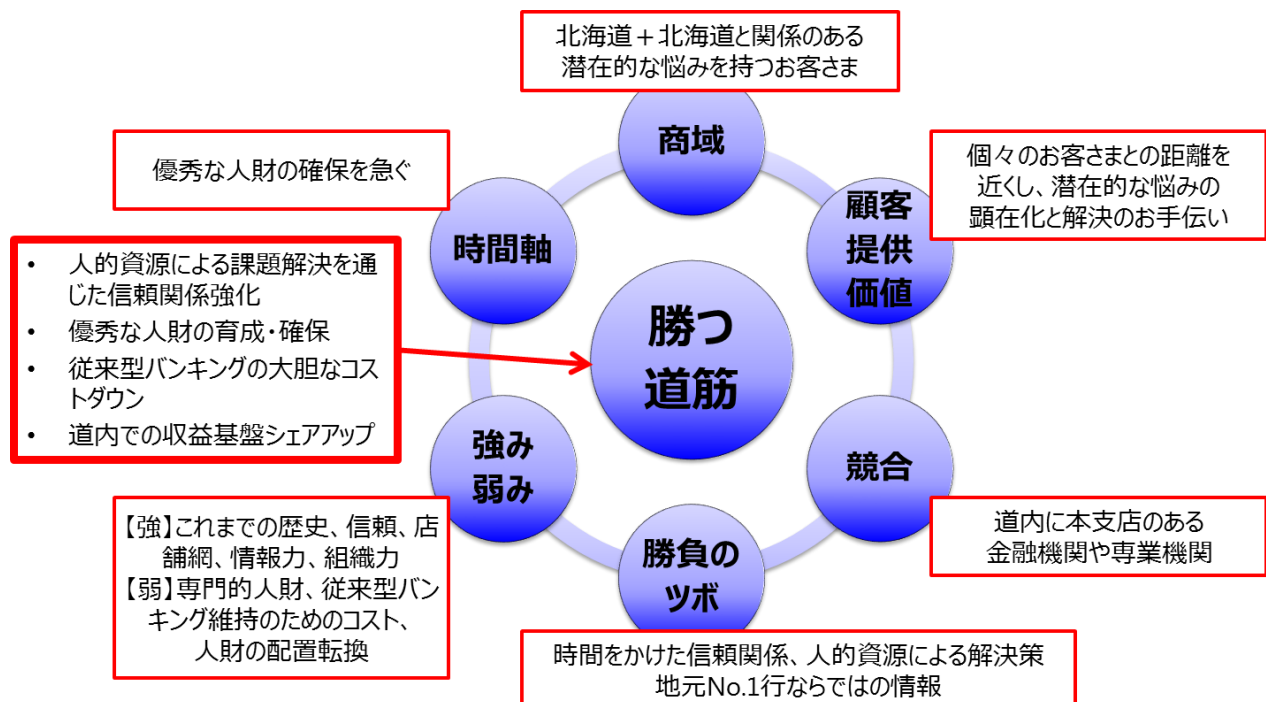 北海道＋北海道と関係のある
潜在的な悩みを持つお客さま
商域
優秀な人財の確保を急ぐ
時間軸
個々のお客さまとの距離を
近くし、潜在的な悩みの
顕在化と解決のお手伝い
顧客
提供
価値
• 人的資源による課題解決を通
じた信頼関係強化
• 優秀な人財の育成・確保
• 従来型バンキングの大胆なコス
トダウン
• 道内での収益基盤シェアアップ
勝つ
道筋
強み
弱み
【強】これまでの歴史、信頼、店
舗網、情報力、組織力
【弱】専門的人財、従来型バン
キング維持のためのコスト、
人財の配置転換
競合
道内に本支店のある
金融機関や専業機関
勝負の
ツボ
時間をかけた信頼関係、人的資源による解決策
地元No.1行ならではの情報